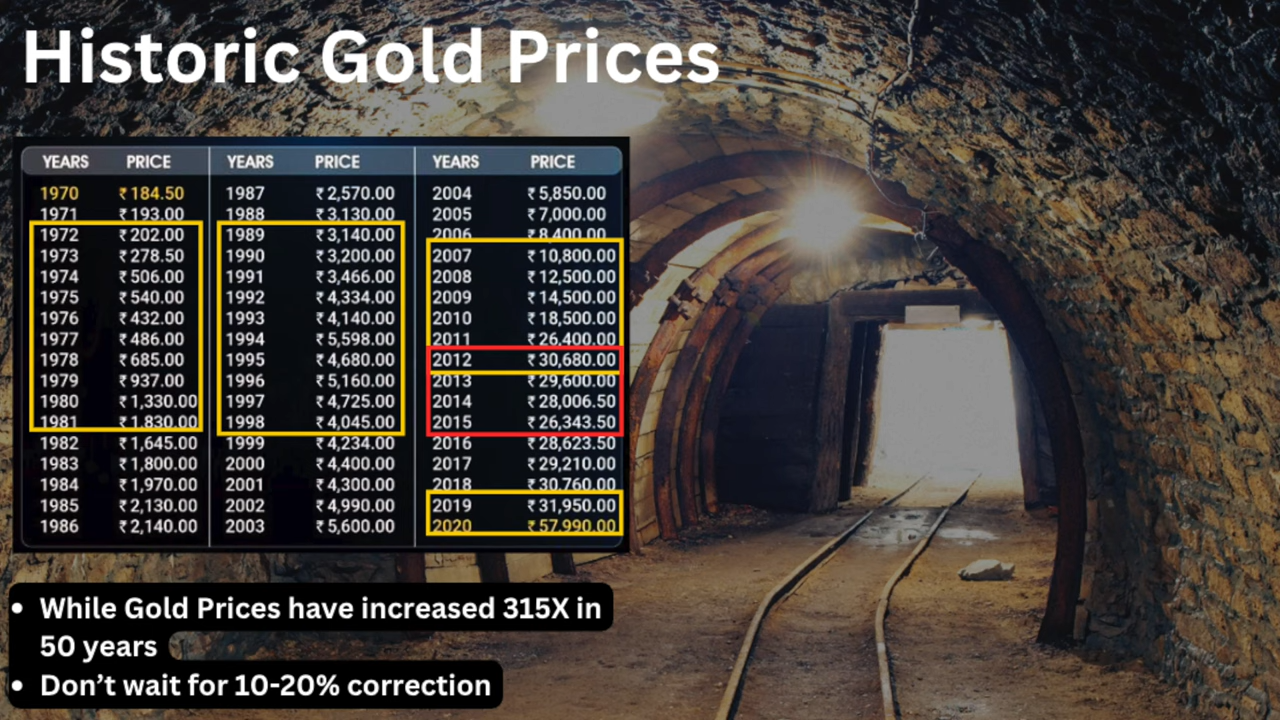 Historic Gold Prices
YEARS PRICE YEARS PRICE YEARS PRICE
1970 ₹184.50 1987 ₹2,570.00 2004 ₹5,850.00
1971 ₹193.00 1988 ₹3,130.00 2005 ₹7,000.00
1972 ₹202.00 1989 ₹3,140.00 2006 ₹8,400.00
1973 ₹278.50 1990 ₹3,200.00 2007 ₹10,800.00
1974 ₹506.00 1991 ₹3,466.00 2008 ₹12,500.00
1975 ₹540.00 1992 ₹4,334.00 2009 ₹14,500.00
1976 ₹432.00 1993 ₹4,140.00 2010 ₹18,500.00
1977 ₹486.00 1994 ₹5,598.00 2011 ₹26,400.00
1978 ₹685.00 1995 ₹4,680.00 2012 ₹30,680.00
1979 ₹937.00 1996 ₹5,160.00 2013 ₹29,600.00
1980 ₹1,330.00 1997 ₹4,725.00 2014 ₹28,006.50
1981 ₹1,830.00 1998 ₹4,045.00 2015 ₹26,343.50
1982 ₹1,645.00 1999 ₹4,234.00 2016 ₹28,623.50
1983 ₹1,800.00 2000 ₹4,400.00 2017 ₹29,210.00
1984 ₹1,970.00 2001 ₹4,300.00 2018 ₹30,760.00
1985 ₹2,130.00 2002 ₹4,990.00 2019 ₹31,950.00
1986 ₹2,140.00 2003 ₹5,600.00 2020 ₹57,990.00
• While Gold Prices have increased 315X in
50 years
• Don't wait for 10-20% correction